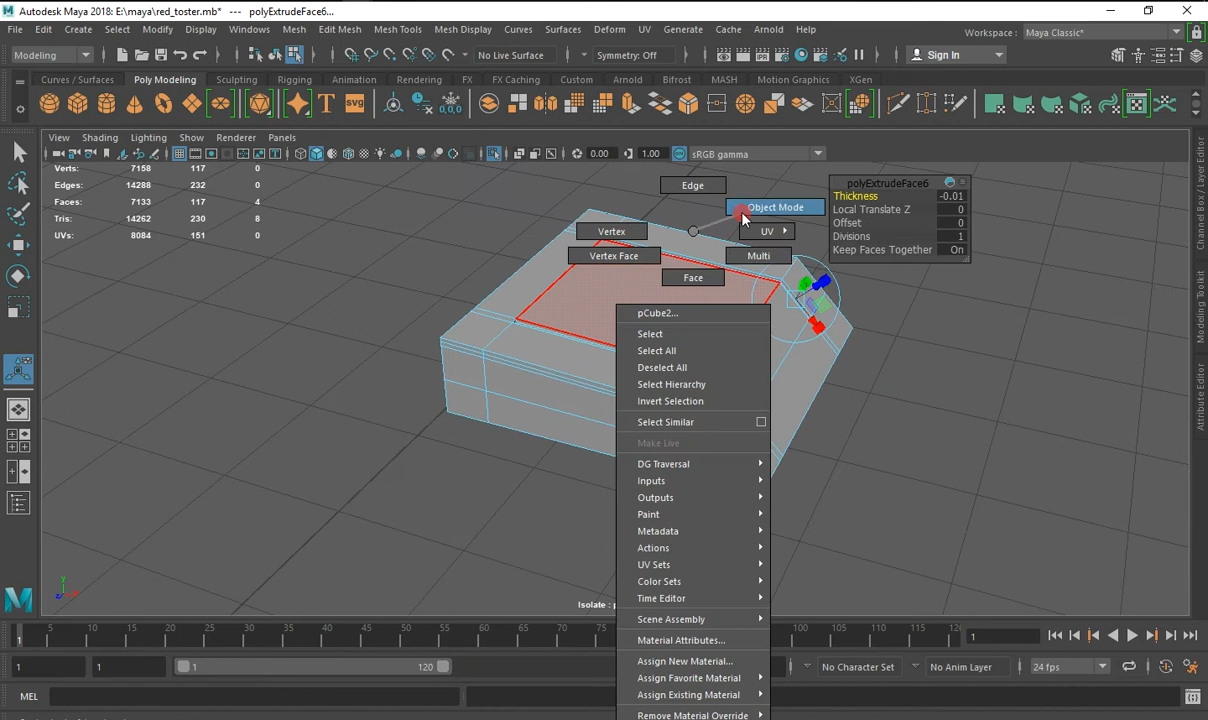 Autodesk Maya 2018: E:\maya\red_toster.mb* --- polyExtrudeFace6...
File Edit Create Select Modify Display Windows Mesh Edit Mesh Mesh Tools Mesh Display Curves Surfaces Deform UV Generate Cache Arnold Help
Workspace : Maya Classic*
Modeling No Live Surface Symmetry: Off Sign In
Curves / Surfaces Poly Modeling Sculpting Rigging Animation Rendering FX FX Caching Custom Arnold Bifrost MASH Motion Graphics XGen
SVG
View Shading Lighting Show Renderer Panels
0.00 1.00 sRGB gamma
Verts: 7158 117 0
Edges: 14288 232 0
Faces: 7133 117 4
Tris: 14262 230 8
UVs: 8084 151 0
Edge
Object Mode
Vertex
UV
Vertex Face
Multi
Face
polyExtrudeFace6
Thickness -0.01
Local Translate Z 0
Offset 0
Divisions 1
Keep Faces Together On
pCube2...
Select
Select All
Deselect All
Select Hierarchy
Invert Selection
Select Similar
Make Live
DG Traversal
Inputs
Outputs
Paint
Metadata
Actions
UV Sets
Color Sets
Time Editor
Scene Assembly
Material Attributes...
Assign New Material...
Assign Favorite Material
Assign Existing Material
Remove Material Override
Channel Box / Layer Editor
Modeling Toolkit
Attribute Editor
y
z
Isolate :
1 5 10 15 20 25 30 35 40 45 50 55 60 65 70 75 100 105 110 115 1
1 1 1 120 No Character Set No Anim Layer 24 fps
MEL